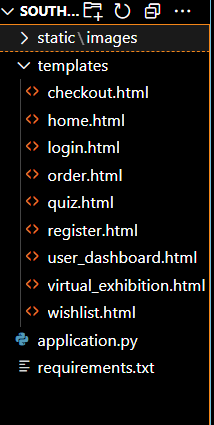 SOUTH...
static\images
templates
checkout.html
home.html
login.html
order.html
quiz.html
register.html
user_dashboard.html
virtual_exhibition.html
wishlist.html
application.py
requirements.txt